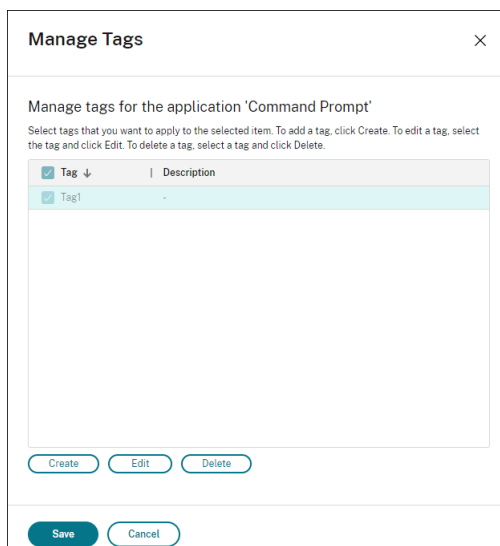 Manage Tags
Manage tags for the application 'Command Prompt'
Select tags that you want to apply to the selected item. To add a tag, click Create. To edit a tag, select
the tag and click Edit. To delete a tag, select a tag and click Delete.
Tag ↓ | Description
Tag1 -
Create Edit Delete
Save Cancel